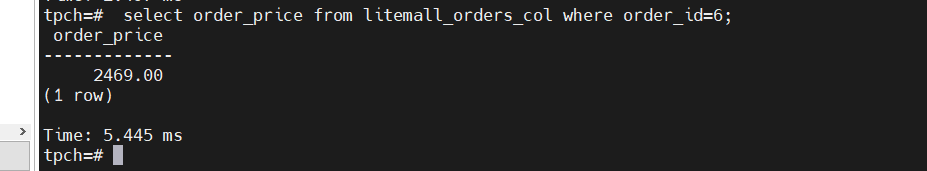 tpch=#  select order_price from litemall_orders_col where order_id=6;
 order_price
-------------
     2469.00
(1 row)
Time: 5.445 ms
tpch=#